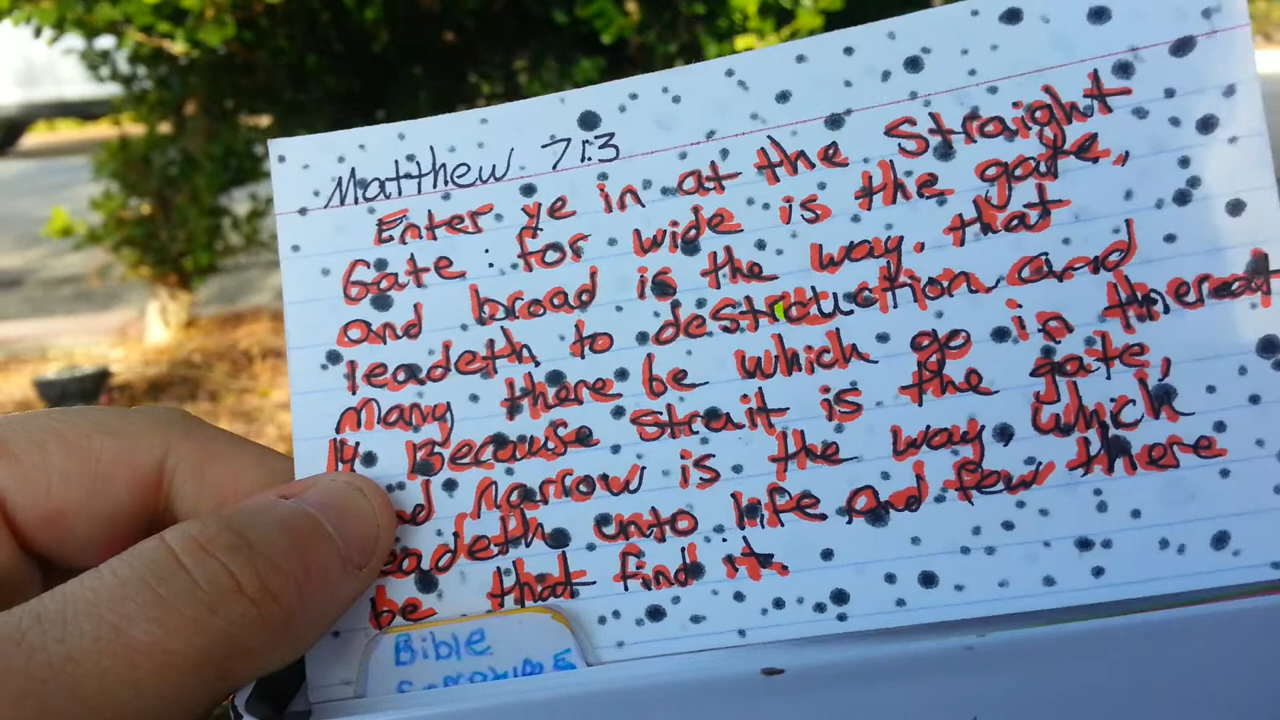 Matthew 7:13
Enter ye in at the Straight
Gate: for wide is the gate,
and broad is the way, that
leadeth to destruction and
many there be which go in thereat
14 Because strait is the gate,
and narrow is the way, which
leadeth unto life and few there
be that find it.
Bible